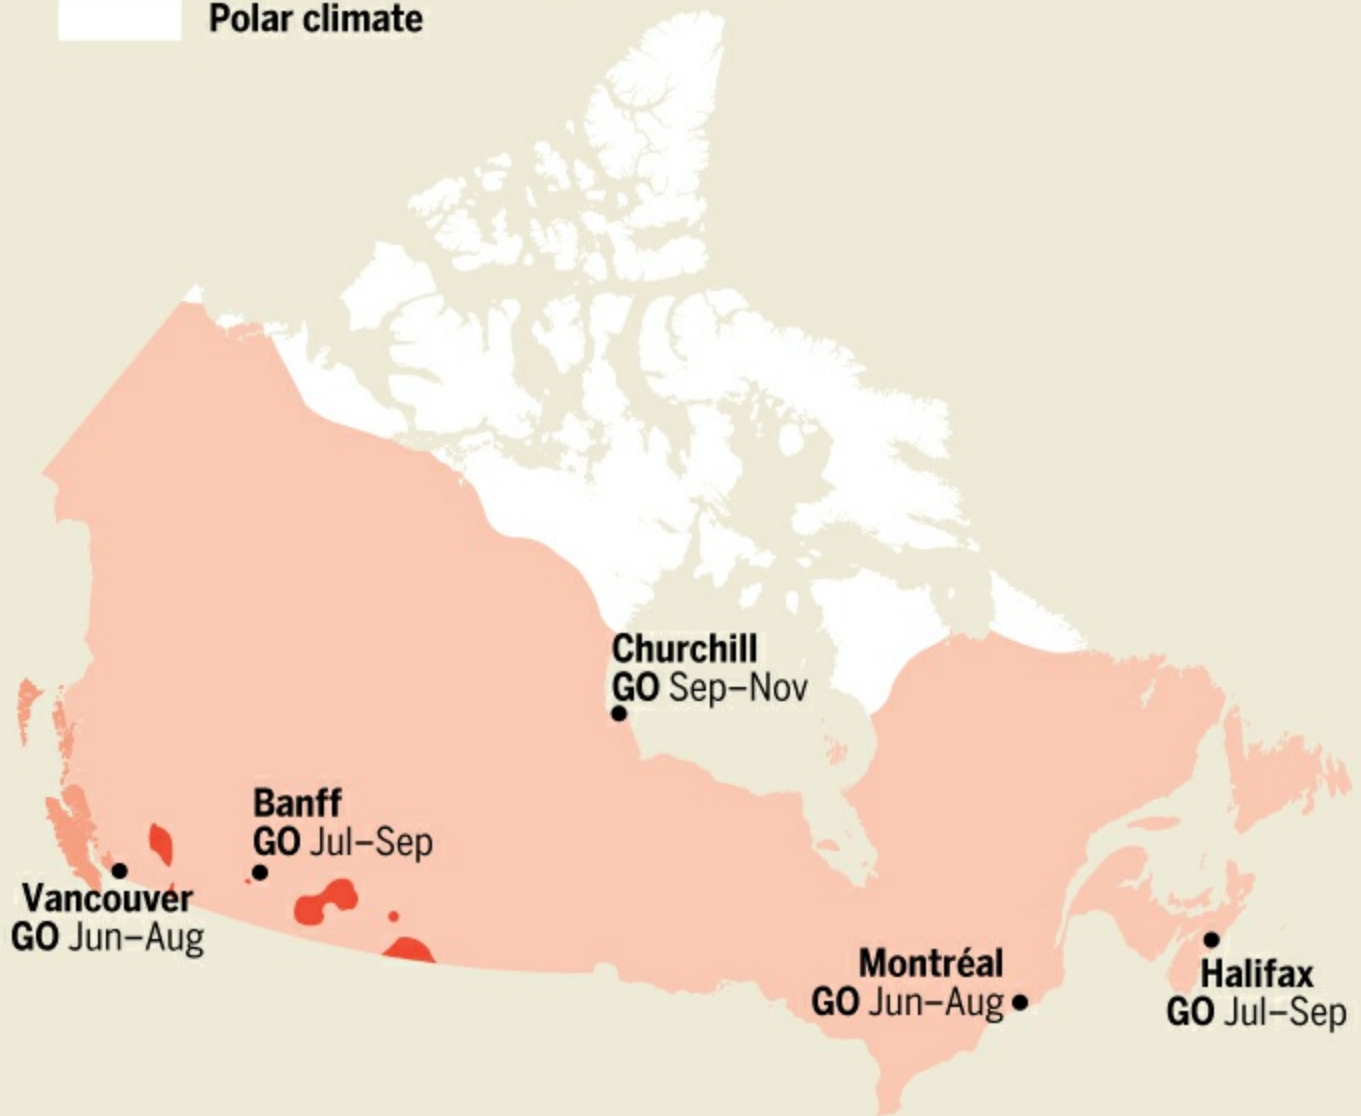 Polar climate
Churchill
GO Sep–Nov
Banff
GO Jul–Sep
Vancouver
GO Jun–Aug
Montréal
GO Jun–Aug
Halifax
GO Jul–Sep